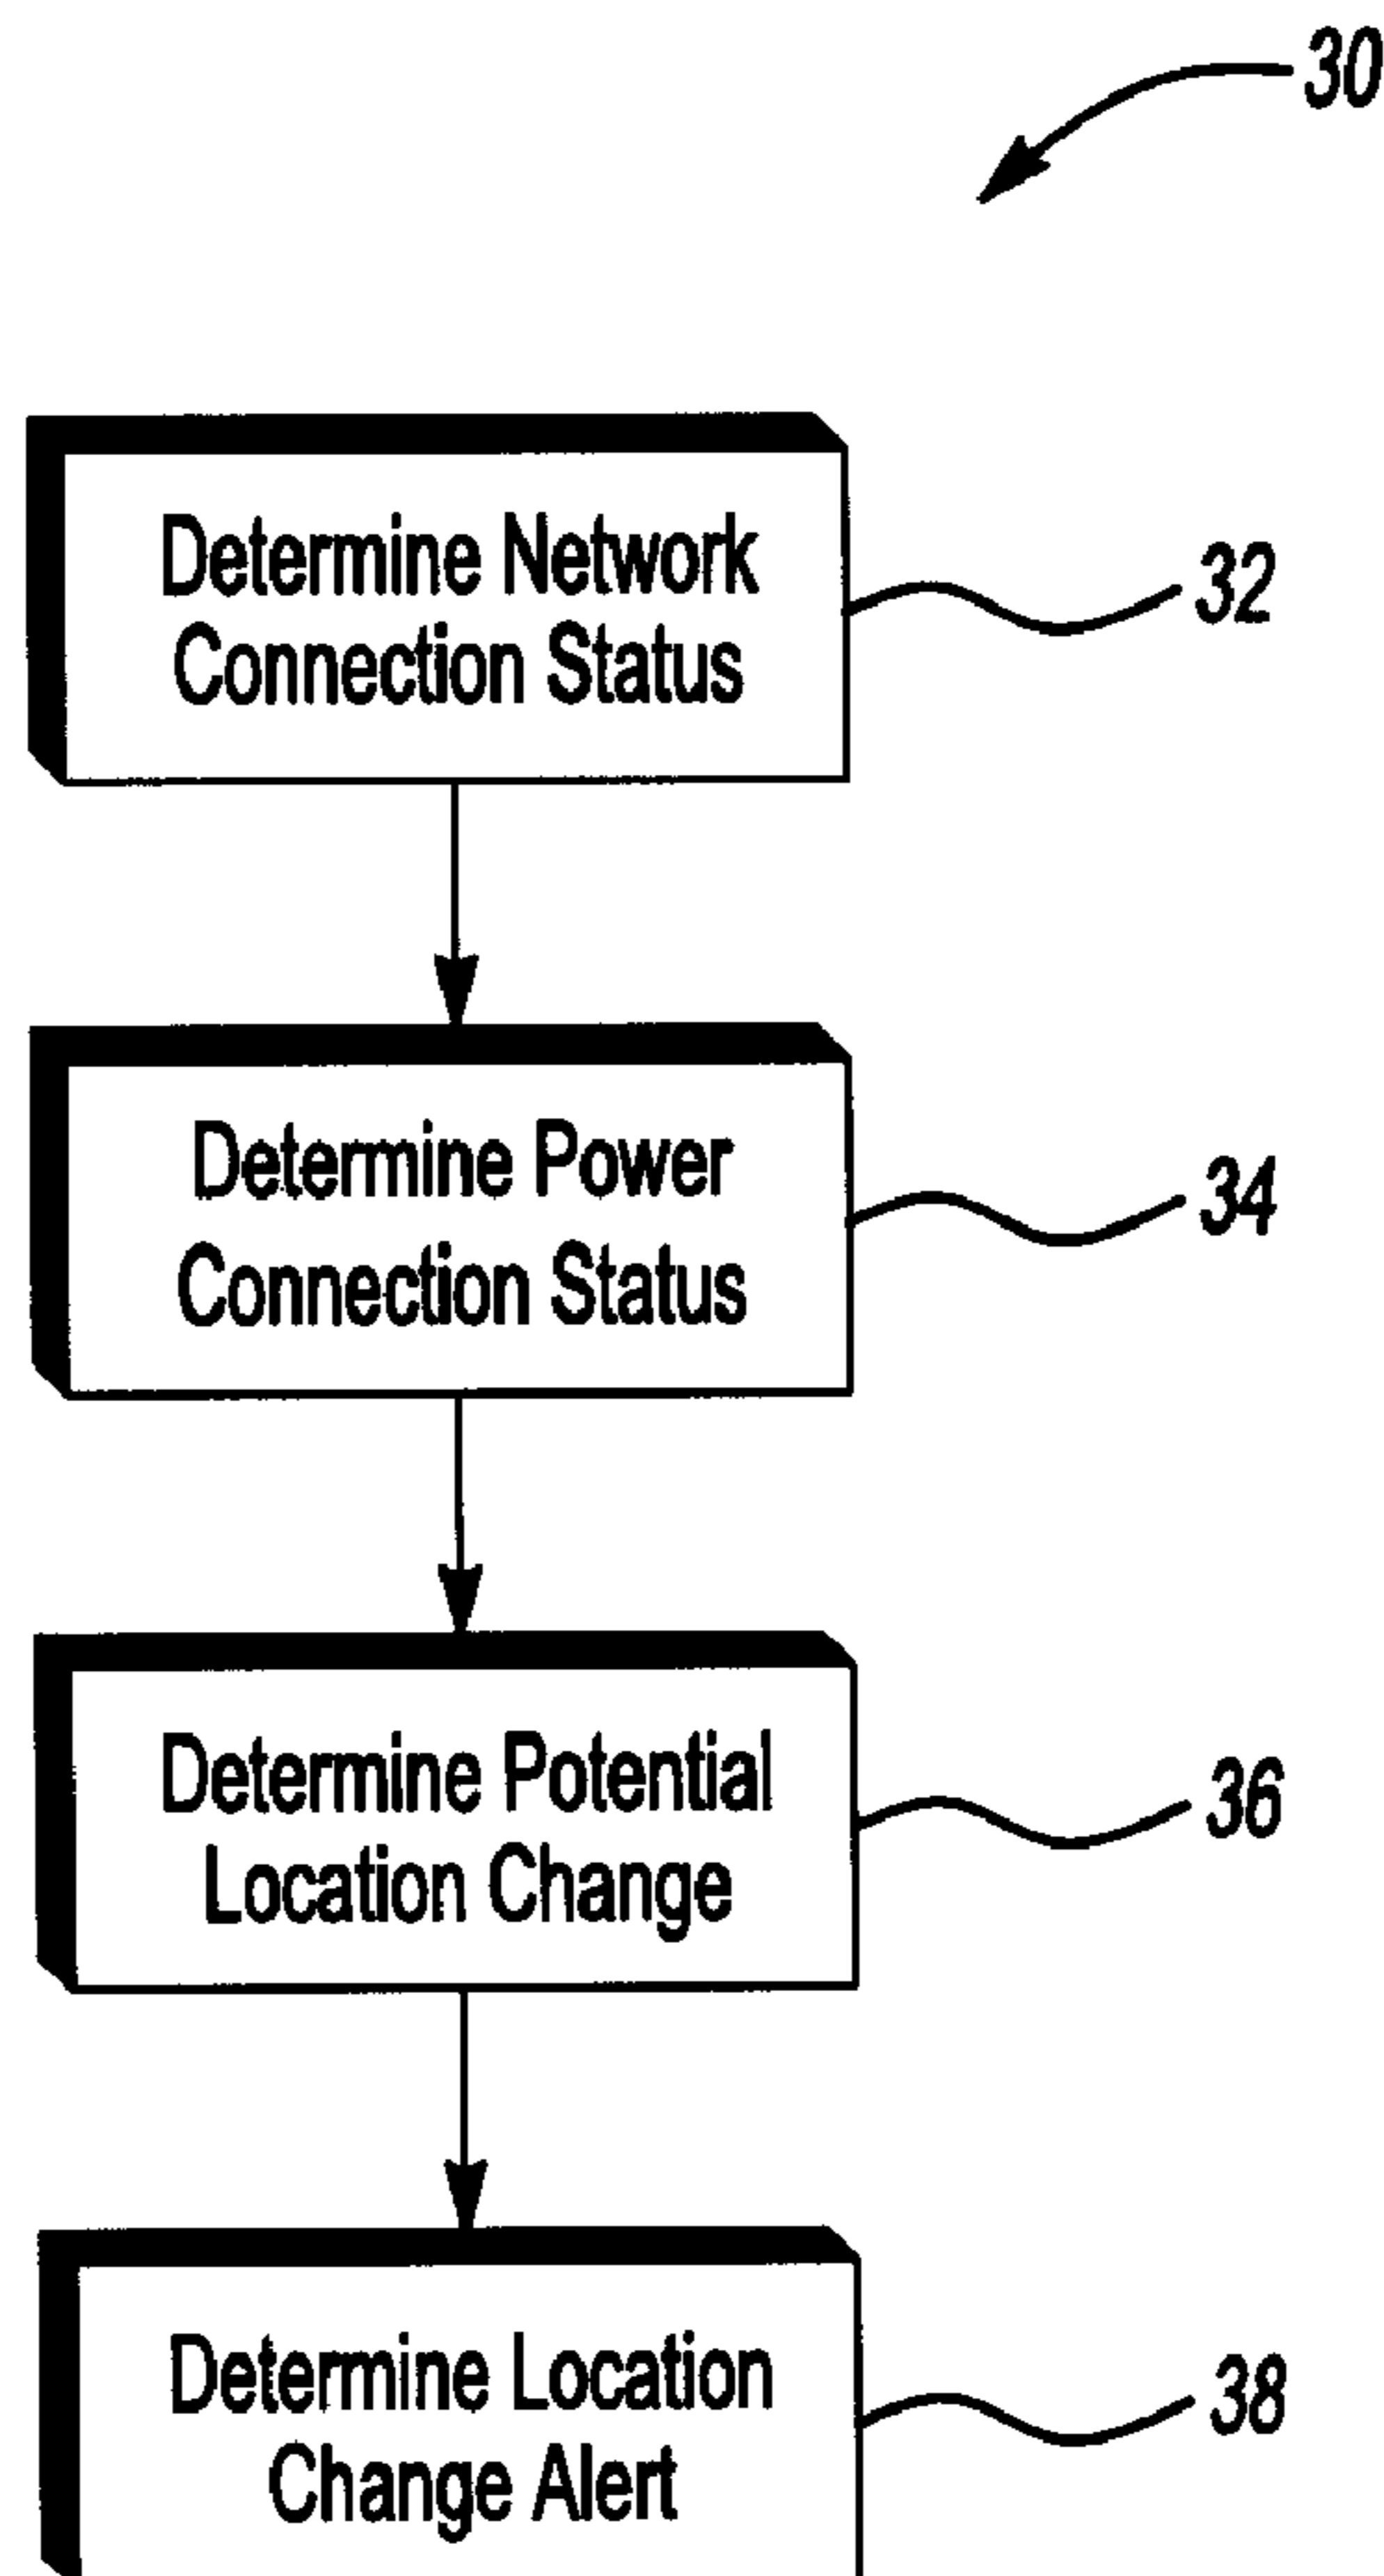 30
Determine Network
Connection Status
32
Determine Power
Connection Status
34
Determine Potential
Location Change
36
Determine Location
Change Alert
38